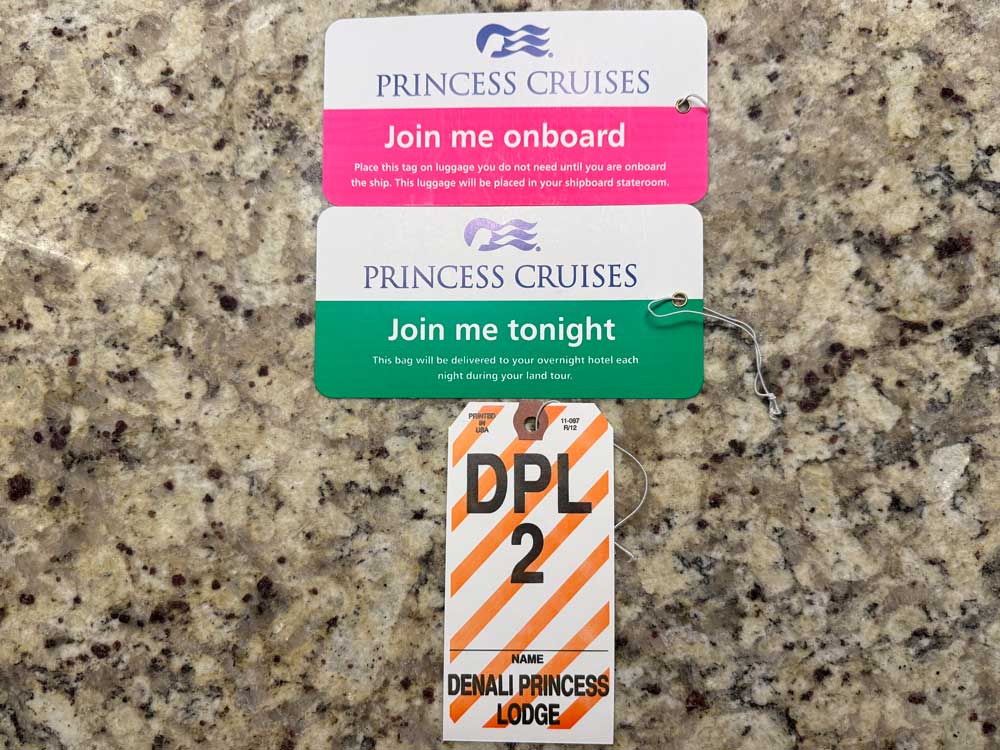 PRINCESS CRUISES
Join me onboard
Place this tag on luggage you do not need until you are onboard
the ship. This luggage will be placed in your shipboard stateroom.
PRINCESS CRUISES
Join me tonight
This bag will be delivered to your overnight hotel each
night during your land tour.
PRINTED
IN
USA
11-097
R/12
DPL
2
NAME
DENALI PRINCESS
LODGE